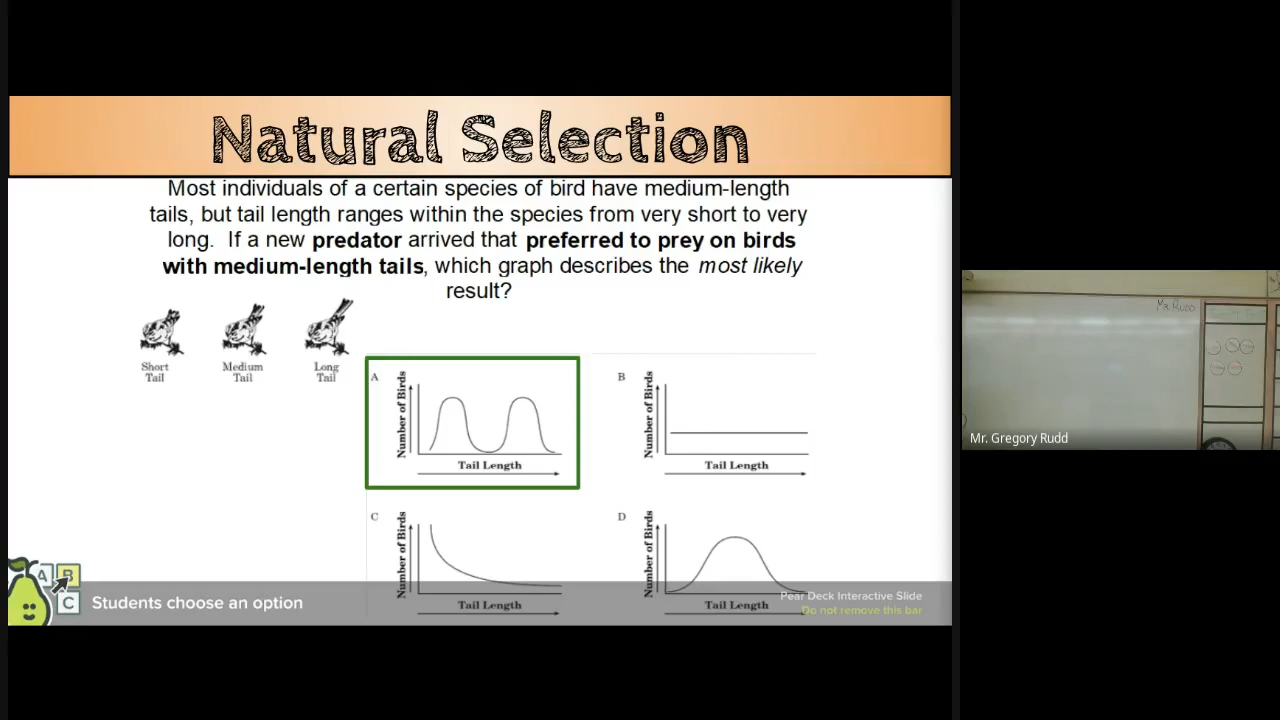 Natural Selection
Most individuals of a certain species of bird have medium-length
tails, but tail length ranges within the species from very short to very
long. If a new predator arrived that preferred to prey on birds
with medium-length tails, which graph describes the most likely
result?
Short
Tail
Medium
Tail
Long
Tail
A
Number of Birds
Tail Length
B
Number of Birds
Tail Length
C
Number of Birds
Tail Length
D
Number of Birds
Tail Length
A
B
C
Students choose an option
Pear Deck Interactive Slide
Do not remove this bar
Mr Rudd
Mr. Gregory Rudd